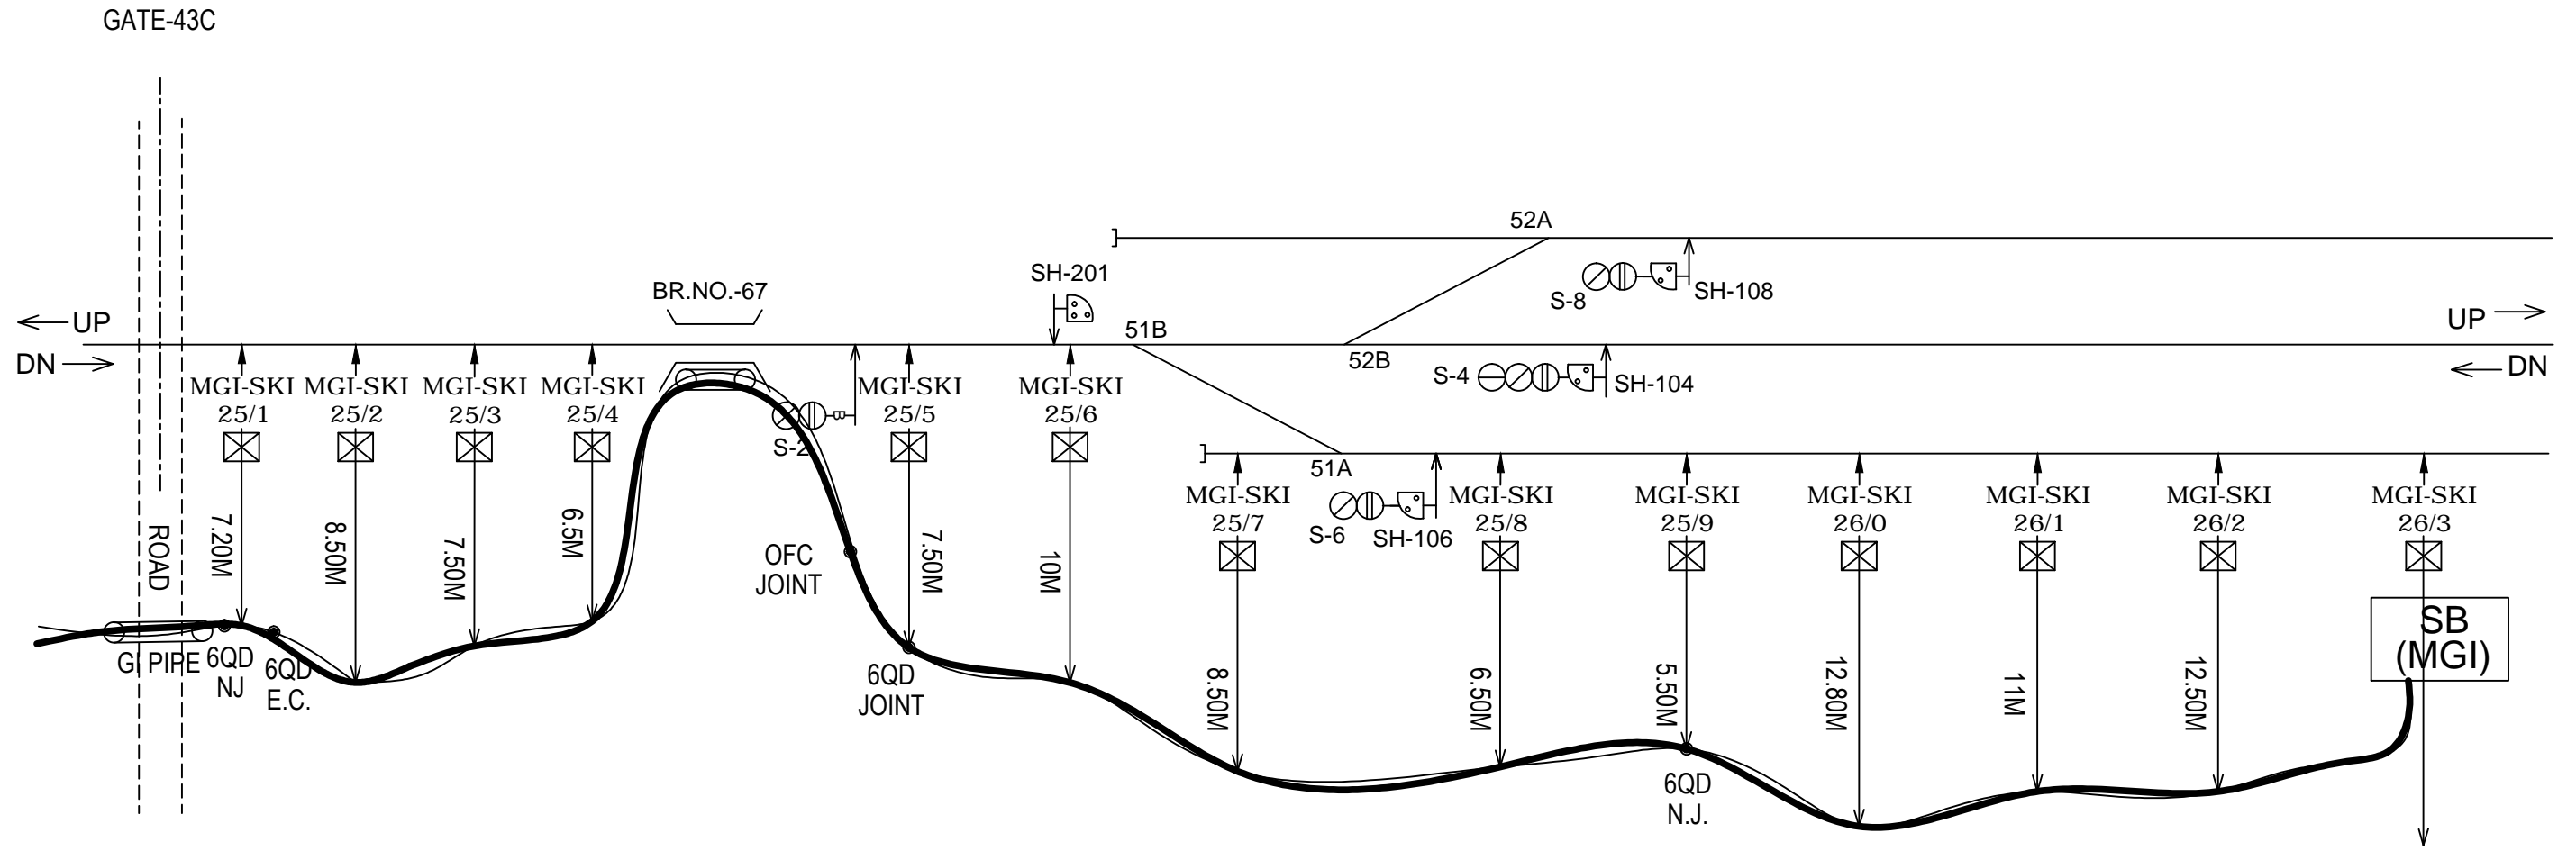 GATE-43C
52A
SH-201
BR.NO.-67
S-8
SH-108
UP
51B
UP
DN
52B
S-4
SH-104
DN
MGI-SKI
25/1
MGI-SKI
25/2
MGI-SKI
25/3
MGI-SKI
25/4
S-2
MGI-SKI
25/5
MGI-SKI
25/6
51A
MGI-SKI
25/7
S-6
SH-106
MGI-SKI
25/8
MGI-SKI
25/9
MGI-SKI
26/0
MGI-SKI
26/1
MGI-SKI
26/2
MGI-SKI
26/3
ROAD
7.20M
8.50M
7.50M
6.5M
OFC
JOINT
7.50M
10M
8.50M
6.50M
5.50M
12.80M
11M
12.50M
SB
(MGI)
GI PIPE
6QD
NJ
6QD
E.C.
6QD
JOINT
6QD
N.J.